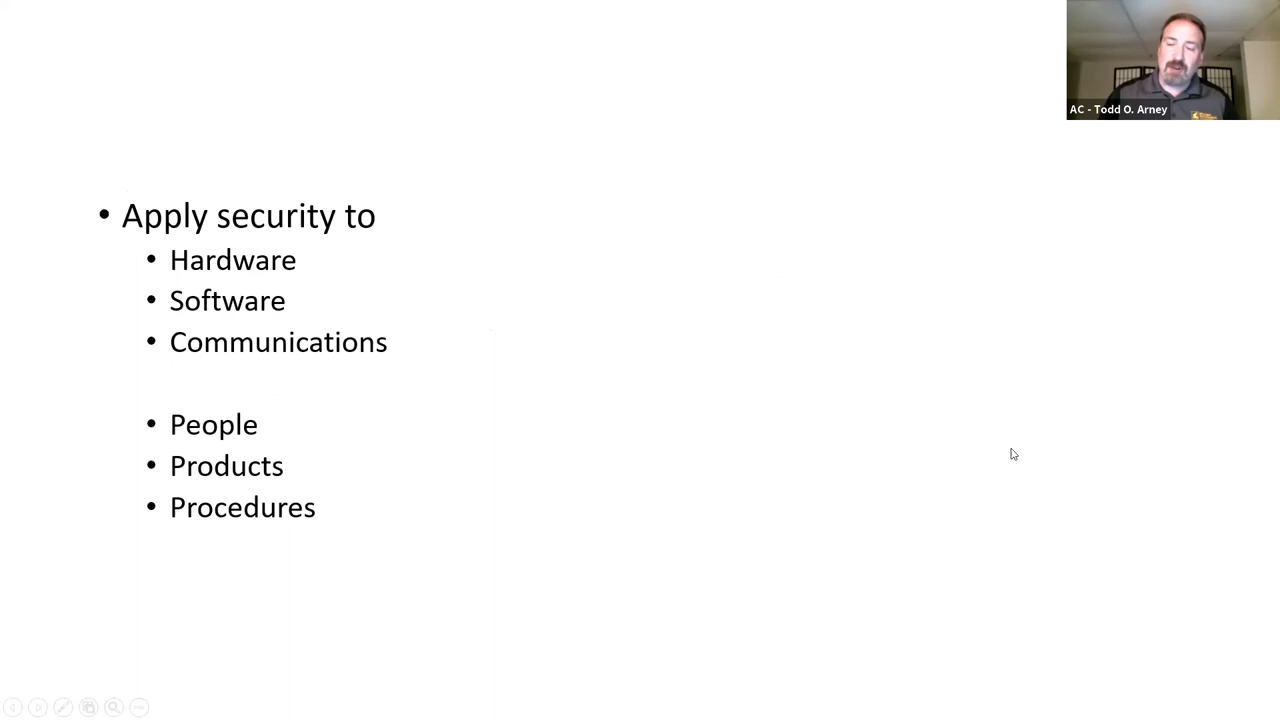 AC - Todd O. Arney
• Apply security to
• Hardware
• Software
• Communications
• People
• Products
• Procedures